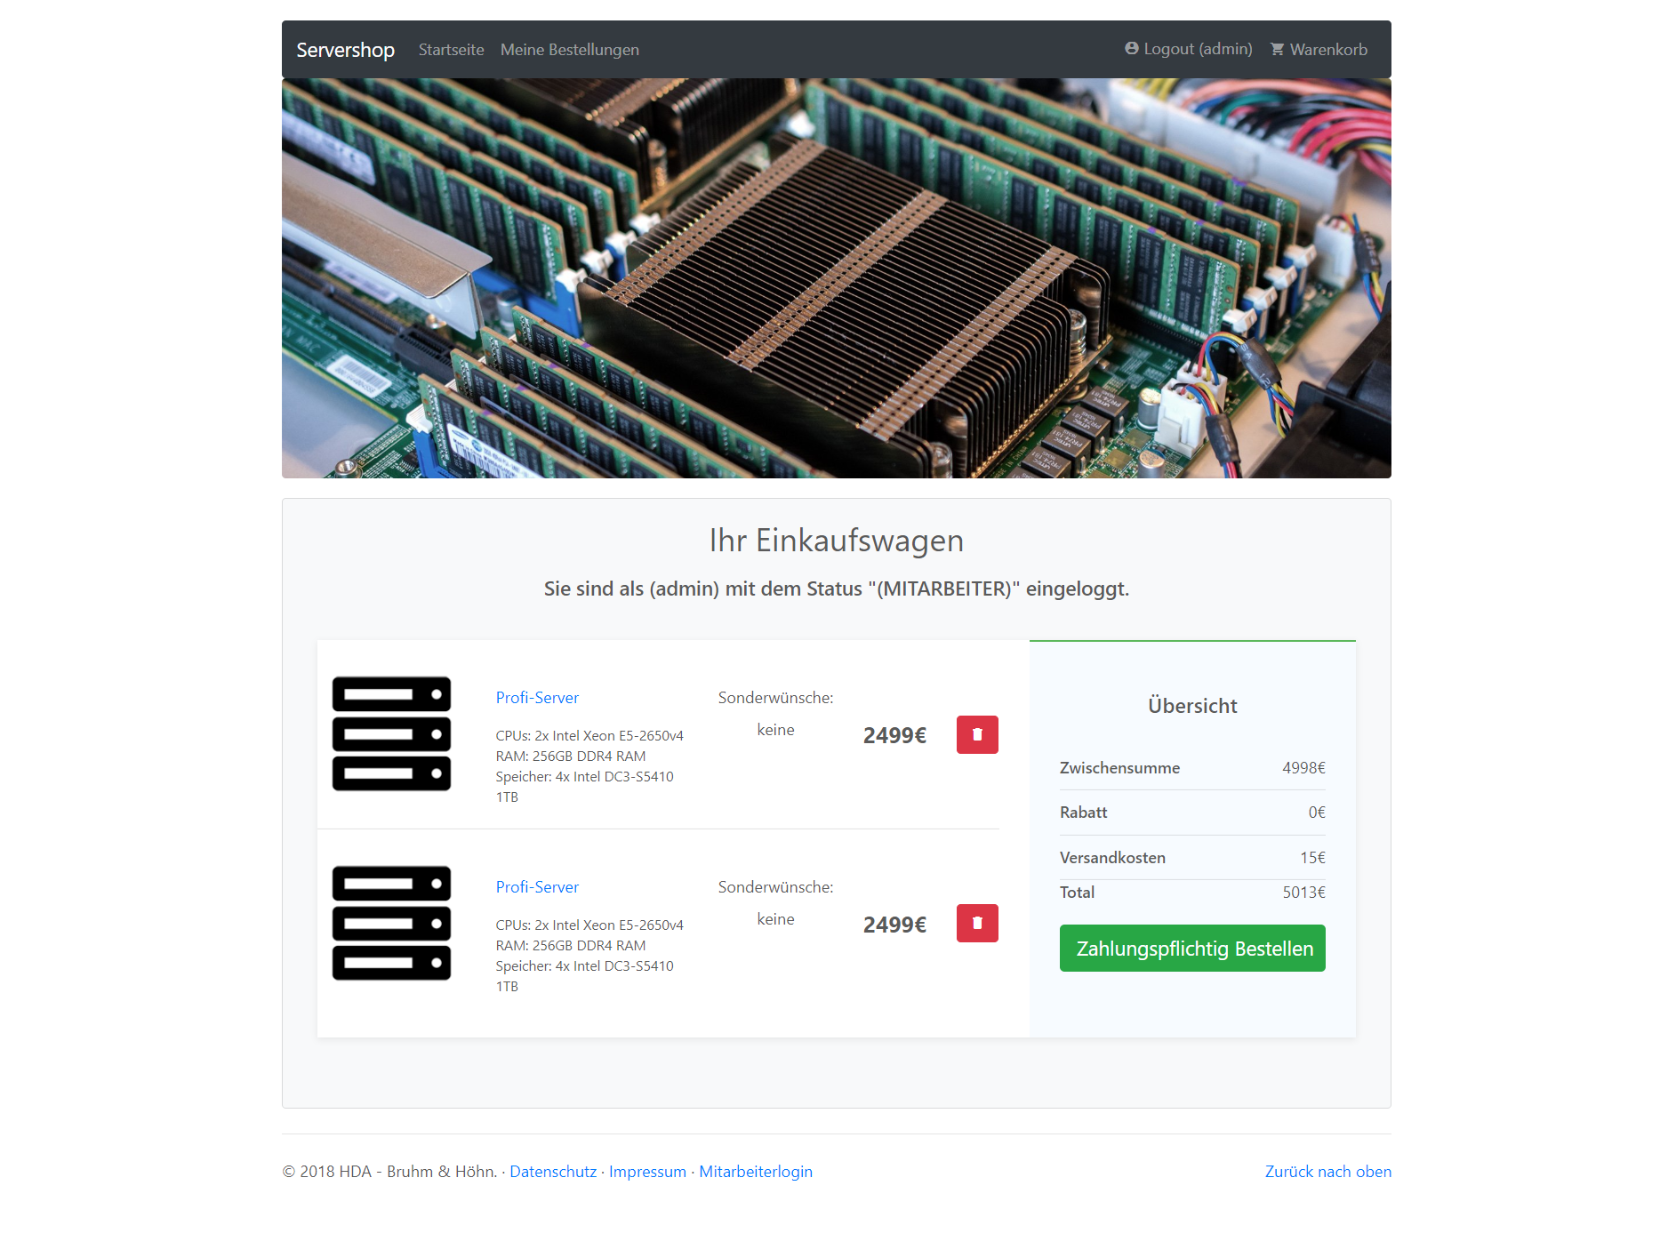 Servershop Startseite Meine Bestellungen Logout (admin) Warenkorb
Ihr Einkaufswagen
Sie sind als (admin) mit dem Status "(MITARBEITER)" eingeloggt.
Profi-Server
CPUs: 2x Intel Xeon E5-2650v4
RAM: 256GB DDR4 RAM
Speicher: 4x Intel DC3-S5410
1TB
Sonderwünsche:
keine
2499€
Profi-Server
CPUs: 2x Intel Xeon E5-2650v4
RAM: 256GB DDR4 RAM
Speicher: 4x Intel DC3-S5410
1TB
Sonderwünsche:
keine
2499€
Übersicht
Zwischensumme 4998€
Rabatt 0€
Versandkosten 15€
Total 5013€
Zahlungspflichtig Bestellen
© 2018 HDA - Bruhm & Höhn. · Datenschutz · Impressum · Mitarbeiterlogin Zurück nach oben